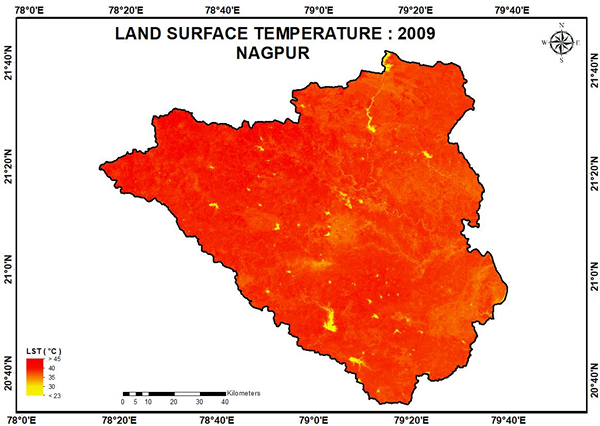 78°0'E 78°20'E 78°40'E 79°0'E 79°20'E 79°40'E
LAND SURFACE TEMPERATURE : 2009
NAGPUR
N
W E
S
21°40'N 21°40'N
21°20'N 21°20'N
21°0'N 21°0'N
20°40'N 20°40'N
LST ( °C)
> 45
40
35
30
< 23
Kilometers
0 5 10 20 30 40
78°0'E 78°20'E 78°40'E 79°0'E 79°20'E 79°40'E